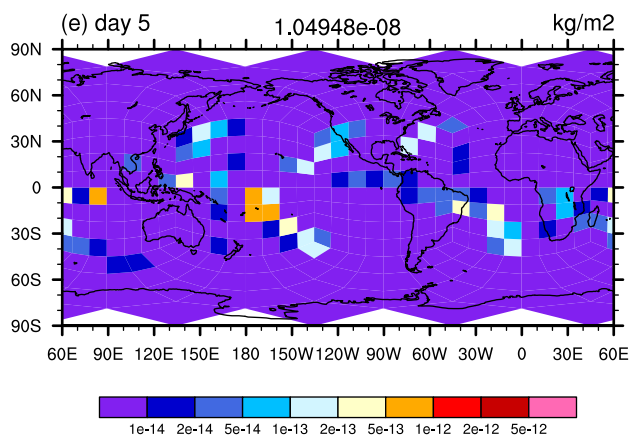 (e) day 5 1.04948e-08 kg/m2
90N
60N
30N
0
30S
60S
90S
60E 90E 120E 150E 180 150W 120W 90W 60W 30W 0 30E 60E
1e-14 2e-14 5e-14 1e-13 2e-13 5e-13 1e-12 2e-12 5e-12